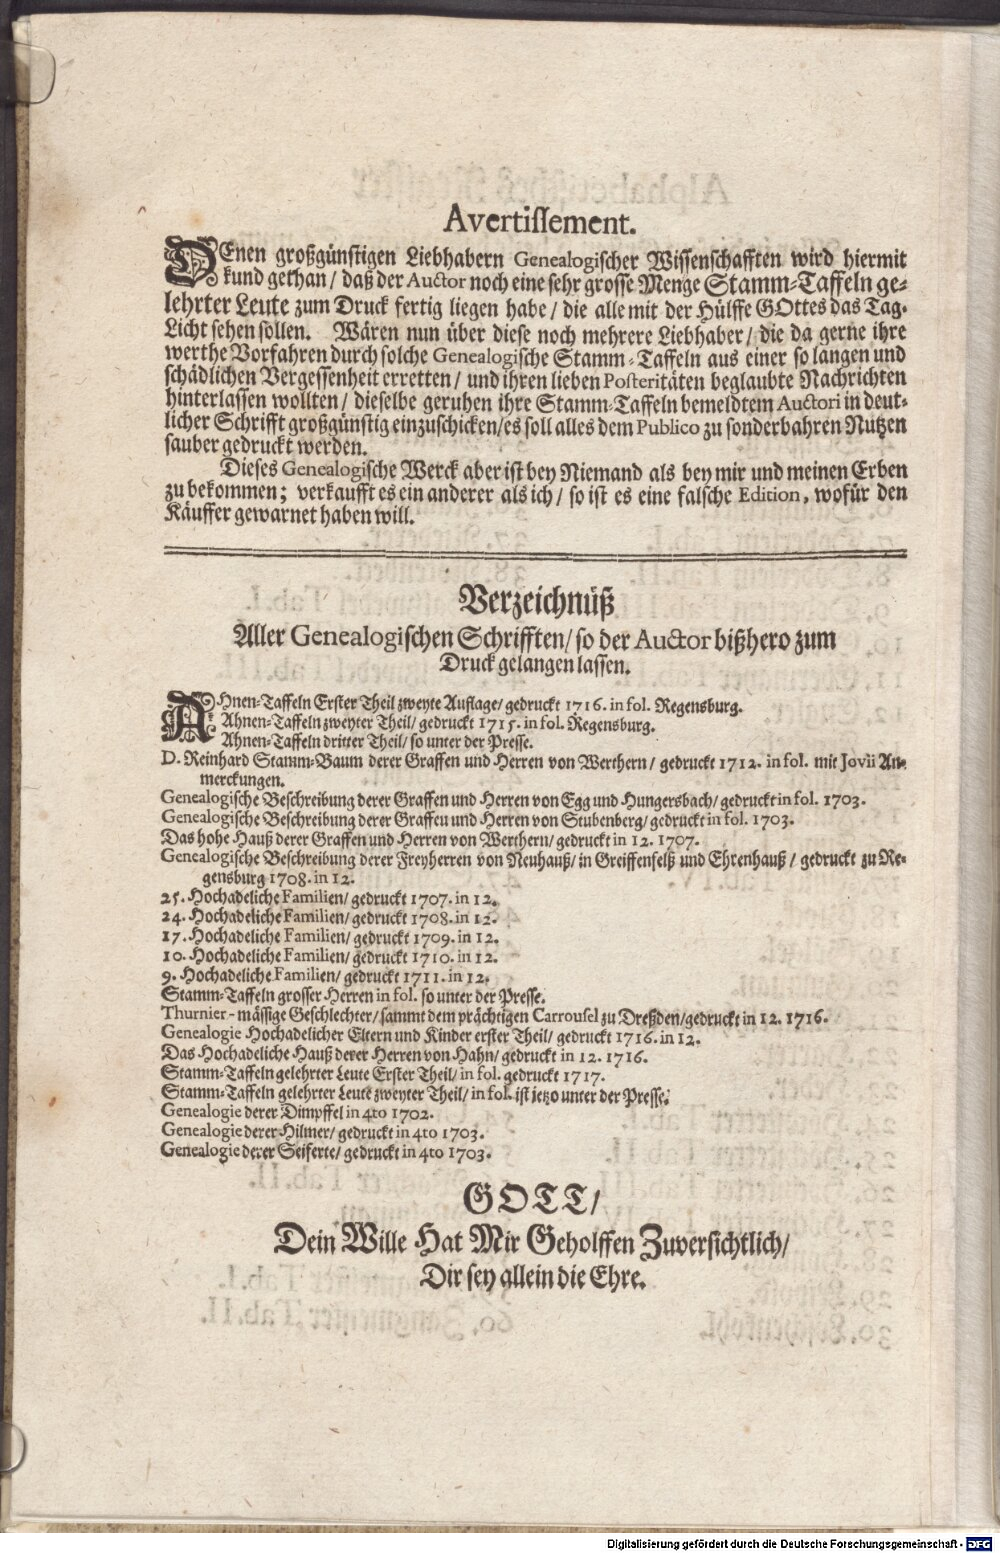 Avertissement.
DEnen großgünstigen Liebhabern Genealogischer Wissenschafften wird hiermit
kund gethan / daß der Auctor noch eine sehr grosse Menge Stamm-Taffeln ge-
lehrter Leute zum Druck fertig liegen habe / die alle mit der Hülffe GOttes das Tag-
Licht sehen sollen. Wären nun über diese noch mehrere Liebhaber / die da gerne ihre
werthe Vorfahren durch solche Genealogische Stamm-Taffeln aus einer so langen und
schädlichen Vergessenheit erretten / und ihren lieben Posteritäten beglaubte Nachrichten
hinterlassen wollten / dieselbe geruhen ihre Stamm-Taffeln bemeldtem Auctori in deut-
licher Schrifft großgünstig einzuschicken/es soll alles dem Publico zu sonderbahren Nutzen
sauber gedruckt werden.
Dieses Genealogische Werck aber ist bey Niemand als bey mir und meinen Erben
zu bekommen; verkaufft es ein anderer als ich / so ist es eine falsche Edition, wofür den
Käuffer gewarnet haben will.
Verzeichnüß
Aller Genealogischen Schrifften / so der Auctor bißhero zum
Druck gelangen lassen.
AHnen-Taffeln Erster Theil zweyte Auflage / gedruckt 1716. in fol. Regensburg.
Ahnen-Taffeln zweyter Theil / gedruckt 1715. in fol. Regensburg.
Ahnen-Taffeln dritter Theil / so unter der Presse.
D. Reinhard Stamm-Baum derer Graffen und Herren von Werthern / gedruckt 1712. in fol. mit Jovii An-
merckungen.
Genealogische Beschreibung derer Graffen und Herren von Egg und Hungersbach / gedruckt in fol. 1703.
Genealogische Beschreibung derer Graffen und Herren von Stubenberg / gedruckt in fol. 1703.
Das hohe Hauß derer Graffen und Herren von Werthern / gedruckt in 12. 1707.
Genealogische Beschreibung derer Freyherren von Neuhauß / in Greiffenfelß und Ehrenhauß / gedruckt zu Re-
gensburg 1708. in 12.
25. Hochadeliche Familien / gedruckt 1707. in 12.
24. Hochadeliche Familien / gedruckt 1708. in 12.
17. Hochadeliche Familien / gedruckt 1709. in 12.
10. Hochadeliche Familien / gedruckt 1710. in 12.
9. Hochadeliche Familien / gedruckt 1711. in 12.
Stamm-Taffeln grosser Herren in fol. so unter der Presse.
Thurnier-mässige Geschlechter / sammt dem prächtigen Carrousel zu Dreßden / gedruckt in 12. 1716.
Genealogie Hochadelicher Eltern und Kinder erster Theil / gedruckt 1716. in 12.
Das Hochadeliche Hauß derer Herren von Hahn / gedruckt in 12. 1716.
Stamm-Taffeln gelehrter Leute Erster Theil / in fol. gedruckt 1717.
Stamm-Taffeln gelehrter Leute zweyter Theil / in fol. ist jetzo unter der Presse.
Genealogie derer Dimpffel in 4to 1702.
Genealogie derer Hilmer / gedruckt in 4to 1703.
Genealogie derer Seiferte / gedruckt in 4to 1703.
GOTT /
Dein Wille Hat Mir Geholffen Zuversichtlich /
Dir sey allein die Ehre.
Digitalisierung gefördert durch die Deutsche Forschungsgemeinschaft - DFG